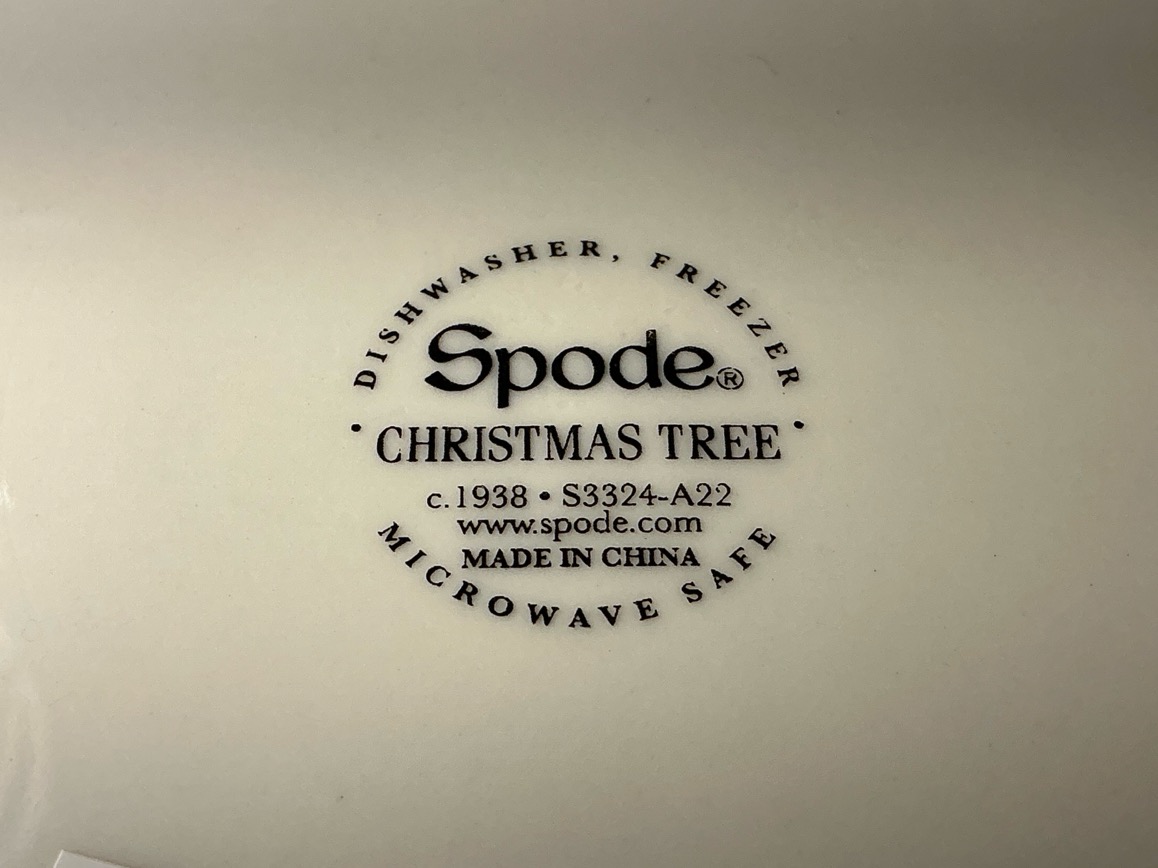 DISHWASHER, FREEZER
Spode®
· CHRISTMAS TREE ·
c.1938 • S3324-A22
www.spode.com
MADE IN CHINA
MICROWAVE SAFE